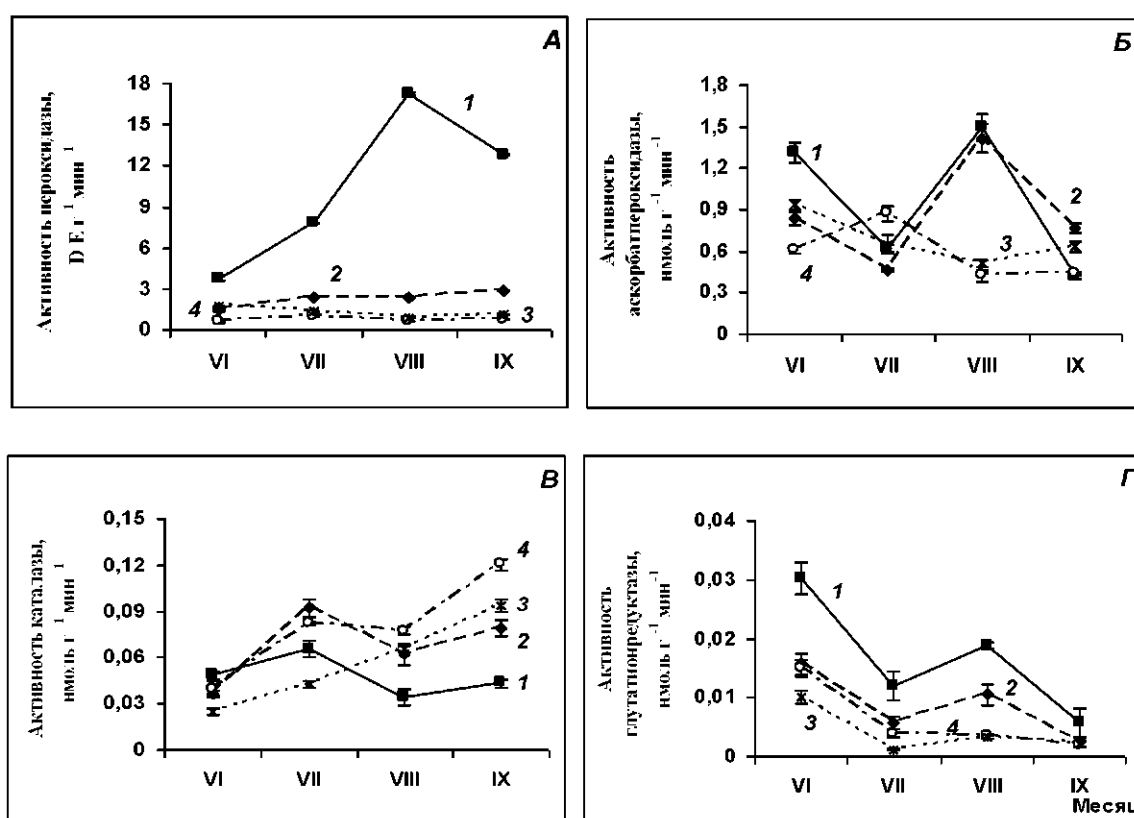 А
Активность пероксидазы,
D E г⁻¹ мин⁻¹
18
15
12
9
6
3
0
1
2
4
3
VI VII VIII IX
Б
Активность
аскорбатпероксидазы,
нмоль г⁻¹ мин⁻¹
1,8
1,5
1,2
0,9
0,6
0,3
0
1
2
3
4
VI VII VIII IX
В
Активность каталазы,
нмоль г⁻¹ мин⁻¹
0,15
0,12
0,09
0,06
0,03
0
4
3
2
1
VI VII VIII IX
Г
Активность
глутатионредуктазы,
нмоль г⁻¹ мин⁻¹
0,04
0,03
0,02
0,01
0
1
2
3
4
VI VII VIII IX
Месяц